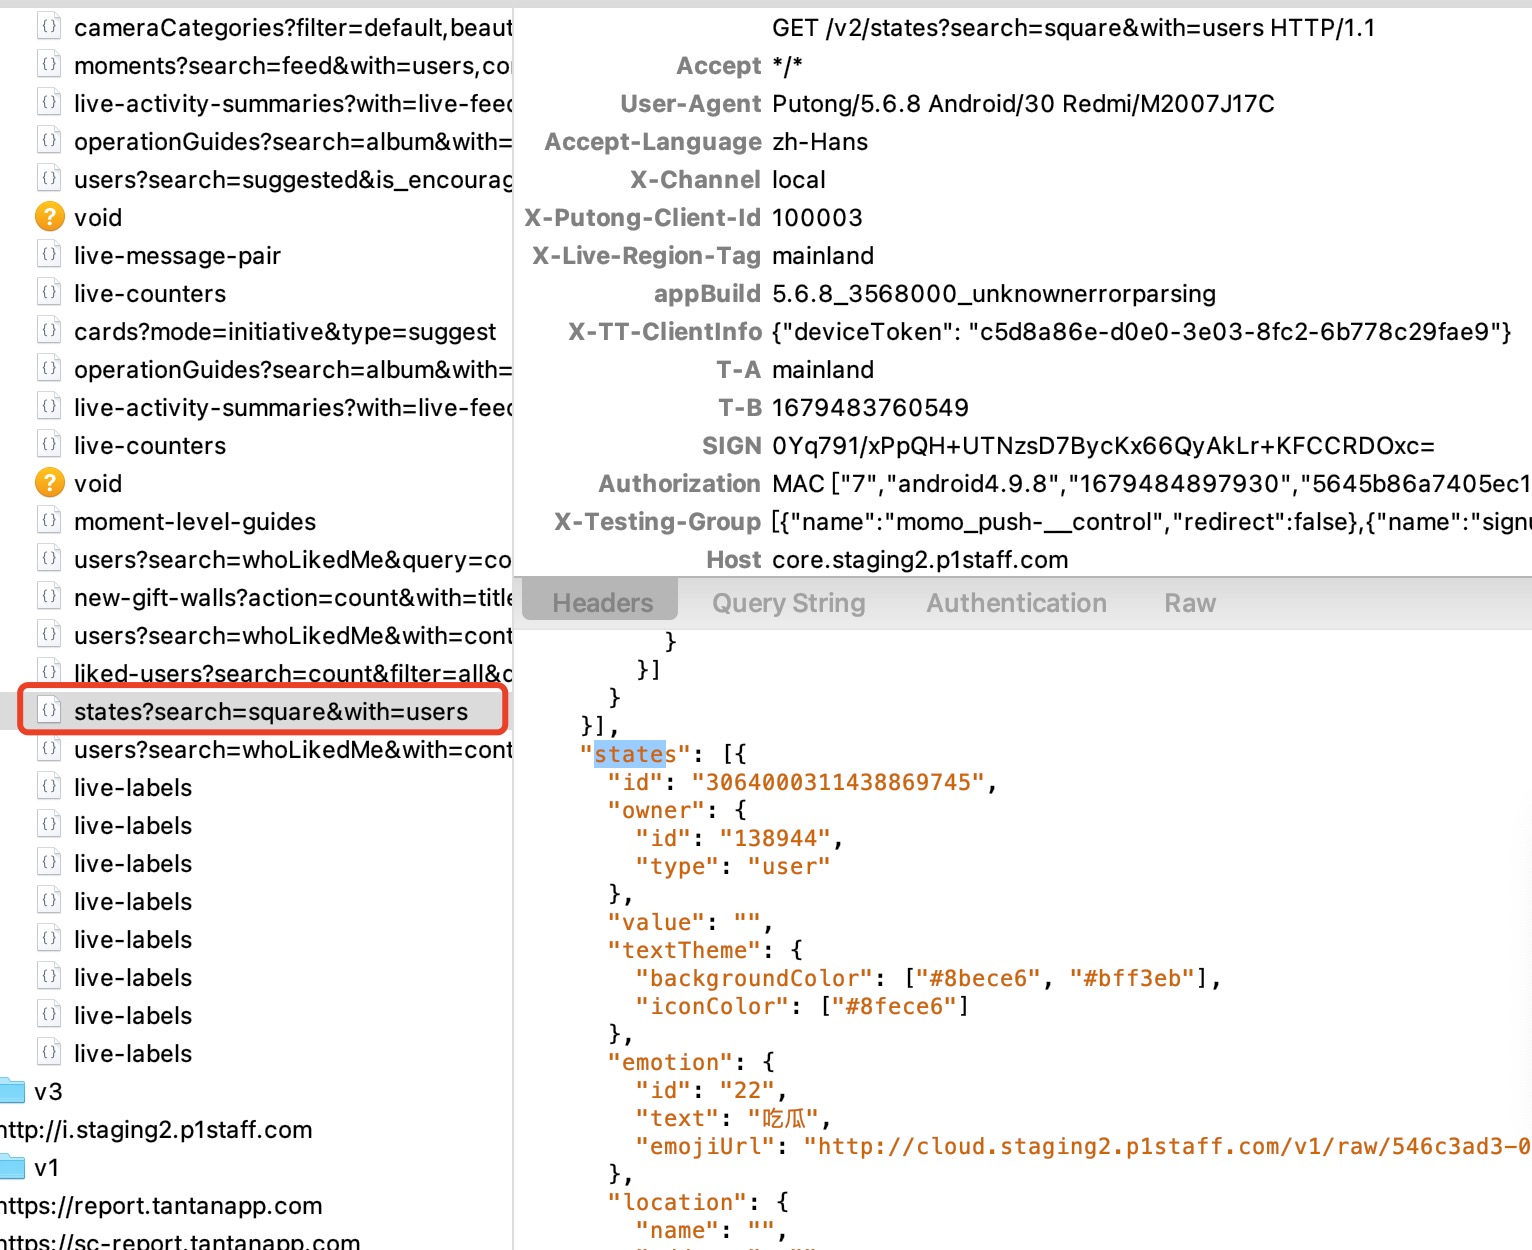 cameraCategories?filter=default,beaut
moments?search=feed&with=users,co
live-activity-summaries?with=live-feed
operationGuides?search=album&with=
users?search=suggested&is_encourag
void
live-message-pair
live-counters
cards?mode=initiative&type=suggest
operationGuides?search=album&with=
live-activity-summaries?with=live-feed
live-counters
void
moment-level-guides
users?search=whoLikedMe&query=co
new-gift-walls?action=count&with=title
users?search=whoLikedMe&with=cont
liked-users?search=count&filter=all&
states?search=square&with=users
users?search=whoLikedMe&with=cont
live-labels
live-labels
live-labels
live-labels
live-labels
live-labels
live-labels
live-labels
v3
http://i.staging2.p1staff.com
v1
https://report.tantanapp.com
https://sc-report.tantanapp.com
GET /v2/states?search=square&with=users HTTP/1.1
Accept */*
User-Agent Putong/5.6.8 Android/30 Redmi/M2007J17C
Accept-Language zh-Hans
X-Channel local
X-Putong-Client-Id 100003
X-Live-Region-Tag mainland
appBuild 5.6.8_3568000_unknownerrorparsing
X-TT-ClientInfo {"deviceToken": "c5d8a86e-d0e0-3e03-8fc2-6b778c29fae9"}
T-A mainland
T-B 1679483760549
SIGN 0Yq791/xPpQH+UTNzsD7BycKx66QyAkLr+KFCCRDOxc=
Authorization MAC ["7","android4.9.8","1679484897930","5645b86a7405ec1
X-Testing-Group [{"name":"momo_push-__control","redirect":false},{"name":"signu
Host core.staging2.p1staff.com
Headers Query String Authentication Raw
}
}]
}
}],
"states": [{
"id": "3064000311438869745",
"owner": {
"id": "138944",
"type": "user"
},
"value": "",
"textTheme": {
"backgroundColor": ["#8bece6", "#bff3eb"],
"iconColor": ["#8fece6"]
},
"emotion": {
"id": "22",
"text": "吃瓜",
"emojiUrl": "http://cloud.staging2.p1staff.com/v1/raw/546c3ad3-0
},
"location": {
"name": "",